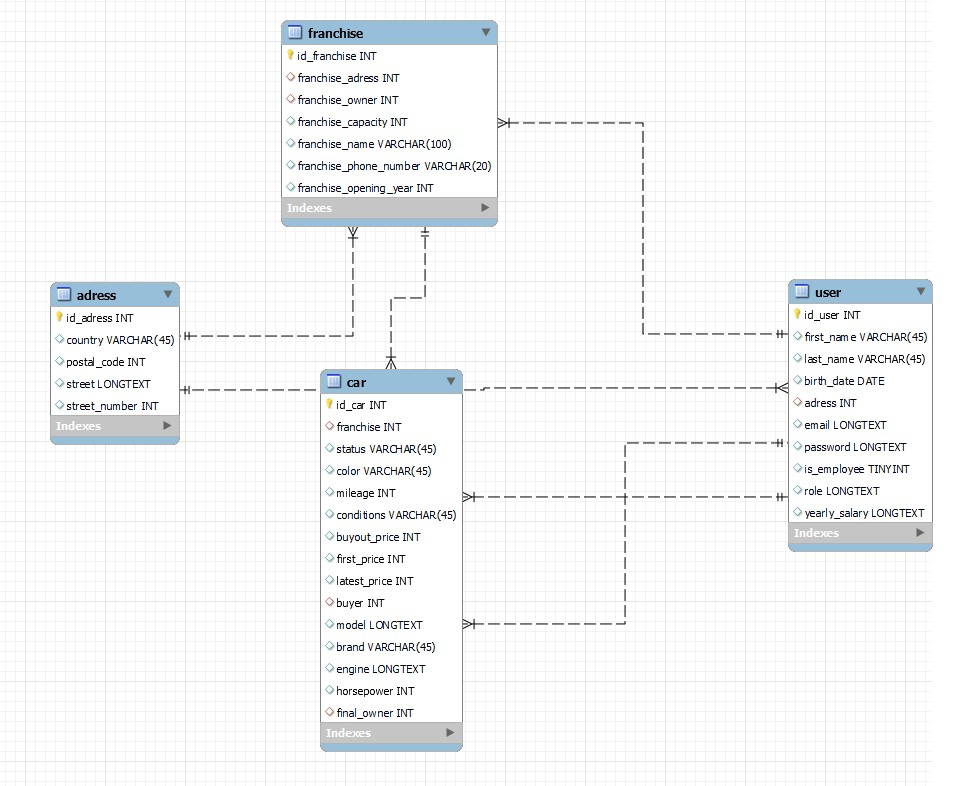 franchise
id_franchise INT
franchise_adress INT
franchise_owner INT
franchise_capacity INT
franchise_name VARCHAR(100)
franchise_phone_number VARCHAR(20)
franchise_opening_year INT
Indexes
adress
id_adress INT
country VARCHAR(45)
postal_code INT
street LONGTEXT
street_number INT
Indexes
user
id_user INT
first_name VARCHAR(45)
last_name VARCHAR(45)
birth_date DATE
adress INT
email LONGTEXT
password LONGTEXT
is_employee TINYINT
role LONGTEXT
yearly_salary LONGTEXT
Indexes
car
id_car INT
franchise INT
status VARCHAR(45)
color VARCHAR(45)
mileage INT
conditions VARCHAR(45)
buyout_price INT
first_price INT
latest_price INT
buyer INT
model LONGTEXT
brand VARCHAR(45)
engine LONGTEXT
horsepower INT
final_owner INT
Indexes